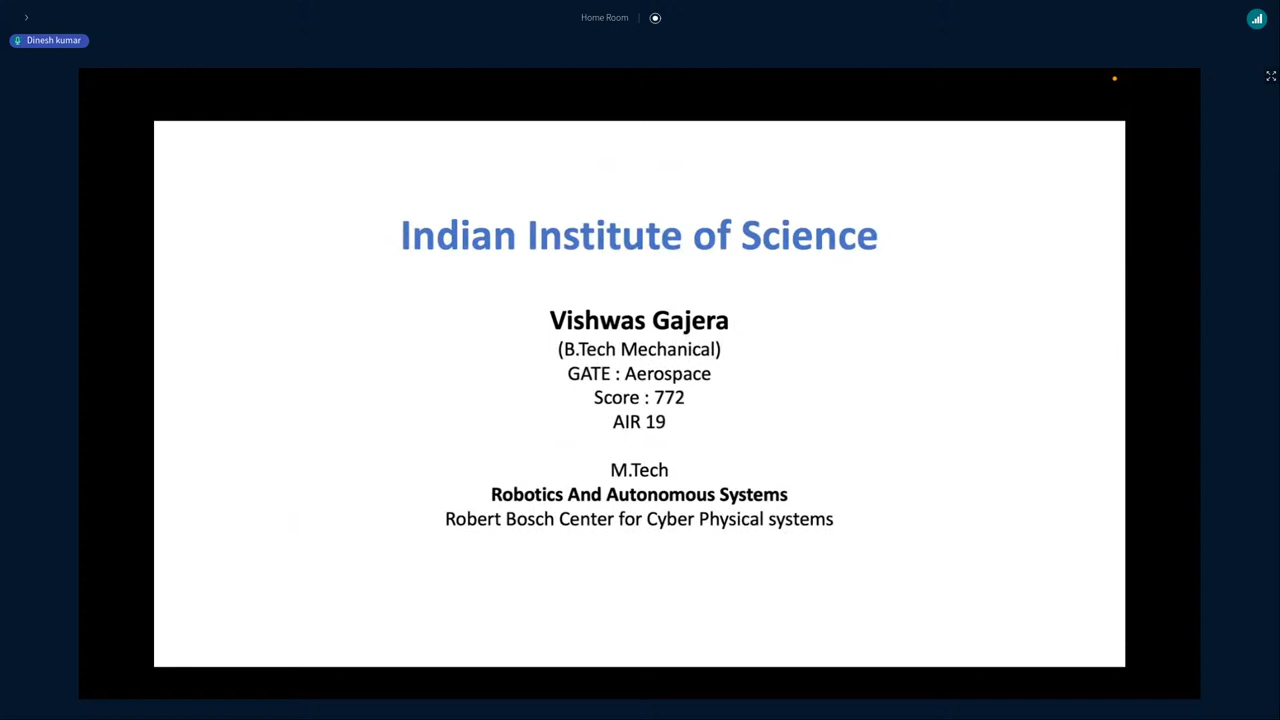 Home Room
Dinesh kumar
Indian Institute of Science
Vishwas Gajera
(B.Tech Mechanical)
GATE : Aerospace
Score : 772
AIR 19
M.Tech
Robotics And Autonomous Systems
Robert Bosch Center for Cyber Physical systems